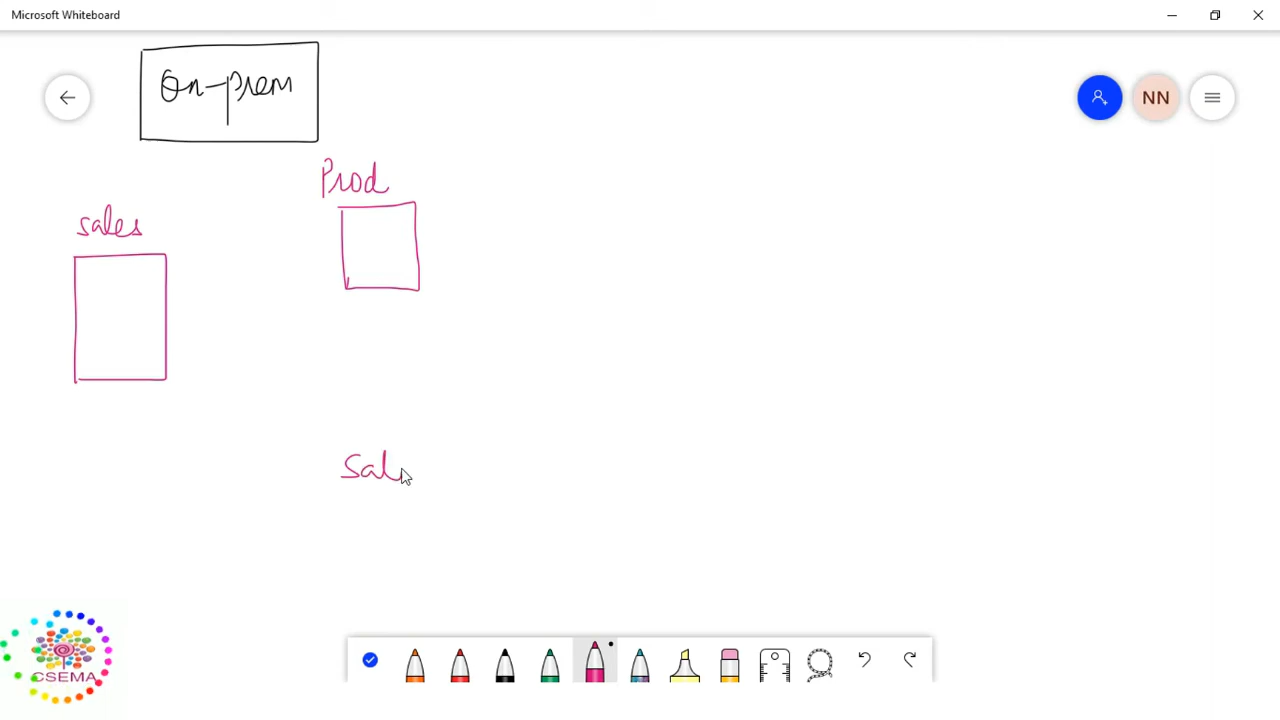 Microsoft Whiteboard
On-prem
NN
Prod
sales
Sal
CSEMA